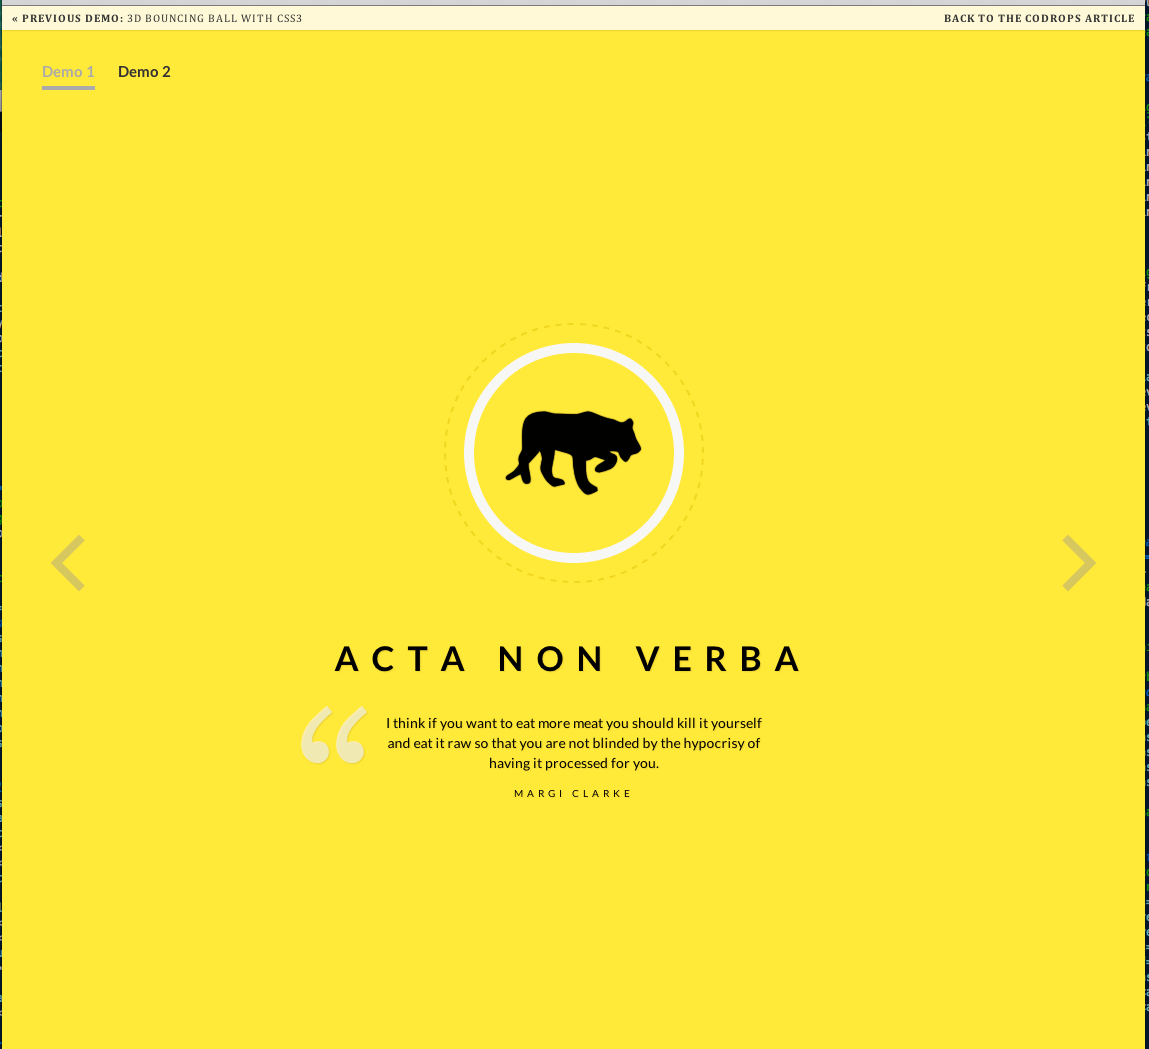 « PREVIOUS DEMO: 3D BOUNCING BALL WITH CSS3
BACK TO THE CODROPS ARTICLE
Demo 1 Demo 2
ACTA NON VERBA
“
I think if you want to eat more meat you should kill it yourself
and eat it raw so that you are not blinded by the hypocrisy of
having it processed for you.
MARGI CLARKE